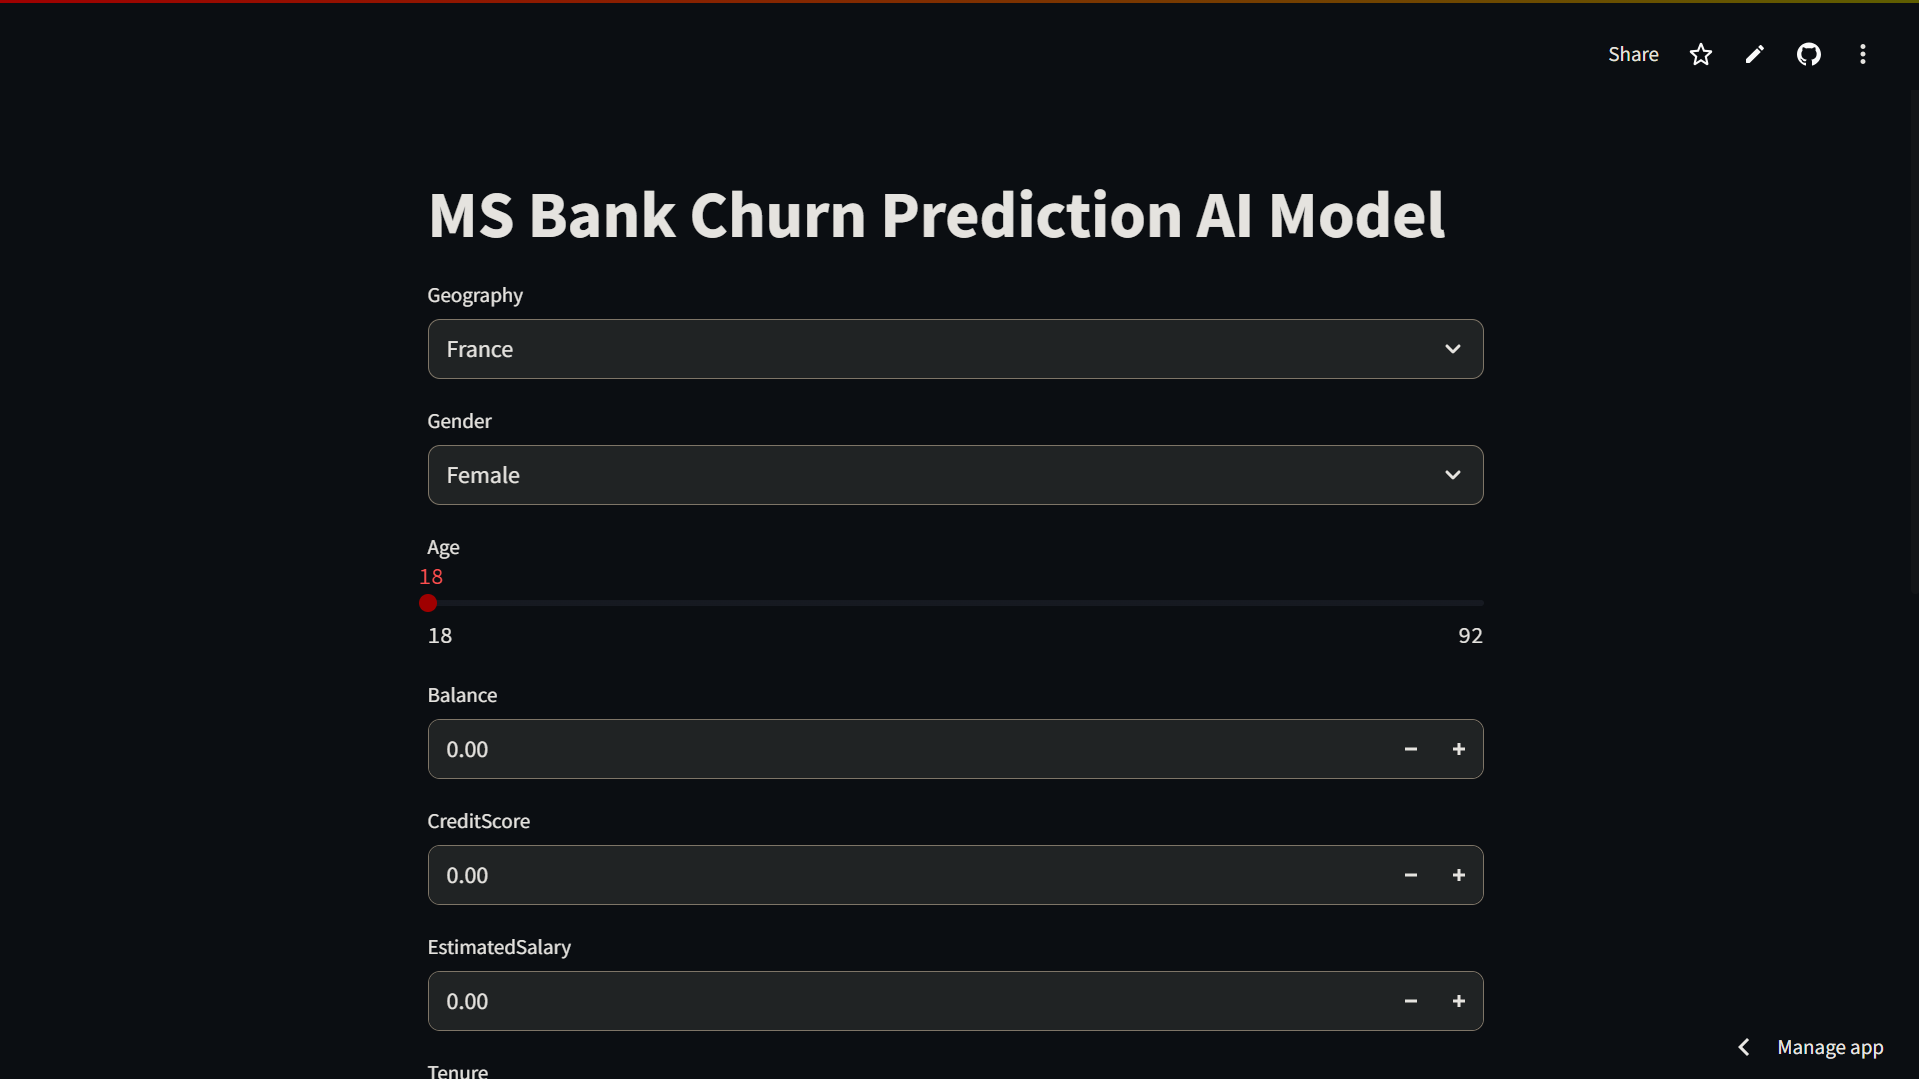 Share
MS Bank Churn Prediction AI Model
Geography
France
Gender
Female
Age
18
18 92
Balance
0.00
CreditScore
0.00
EstimatedSalary
0.00
Tenure
Manage app